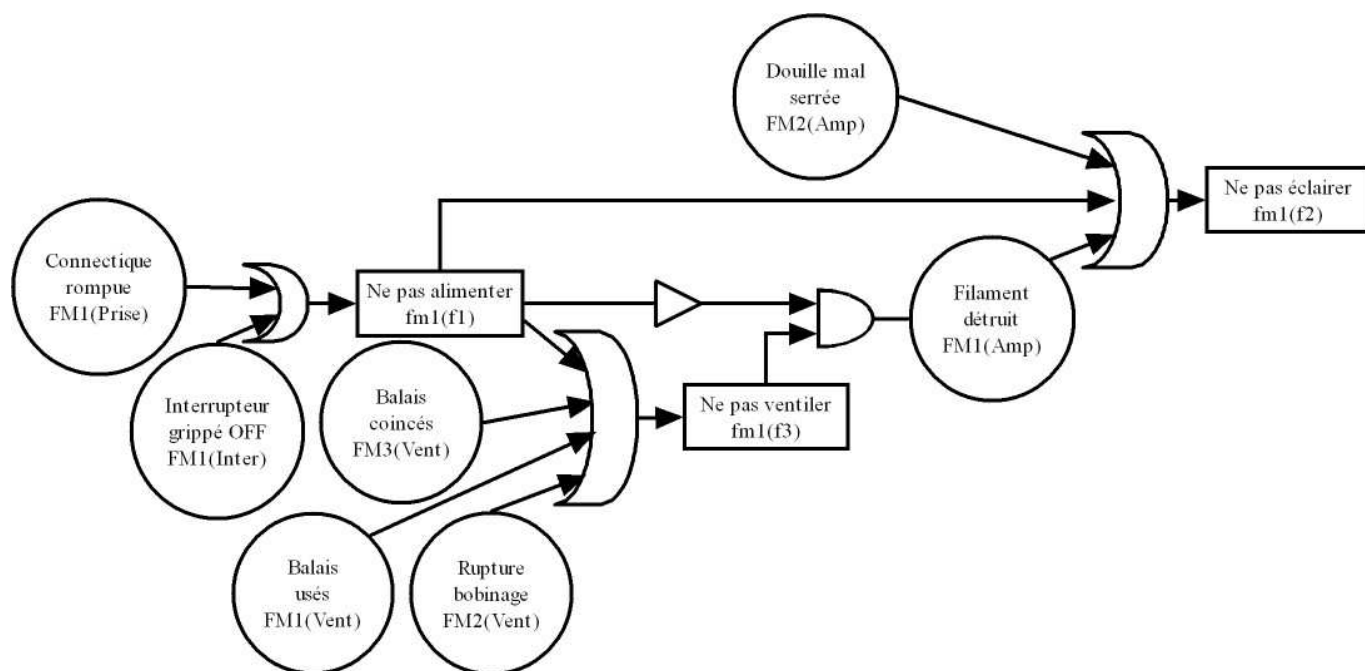 Douille mal
serrée
FM2(Amp)
Ne pas éclairer
fm1(f2)
Connectique
rompue
FM1(Prise)
Ne pas alimenter
fm1(f1)
Filament
détruit
FM1(Amp)
Interrupteur
grippé OFF
FM1(Inter)
Balais
coincés
FM3(Vent)
Ne pas ventiler
fm1(f3)
Balais
usés
FM1(Vent)
Rupture
bobinage
FM2(Vent)